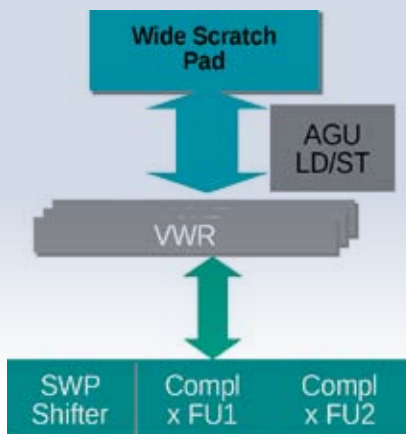 Wide Scratch
Pad
AGU
LD/ST
VWR
SWP
Shifter
Compl
x FU1
Compl
x FU2